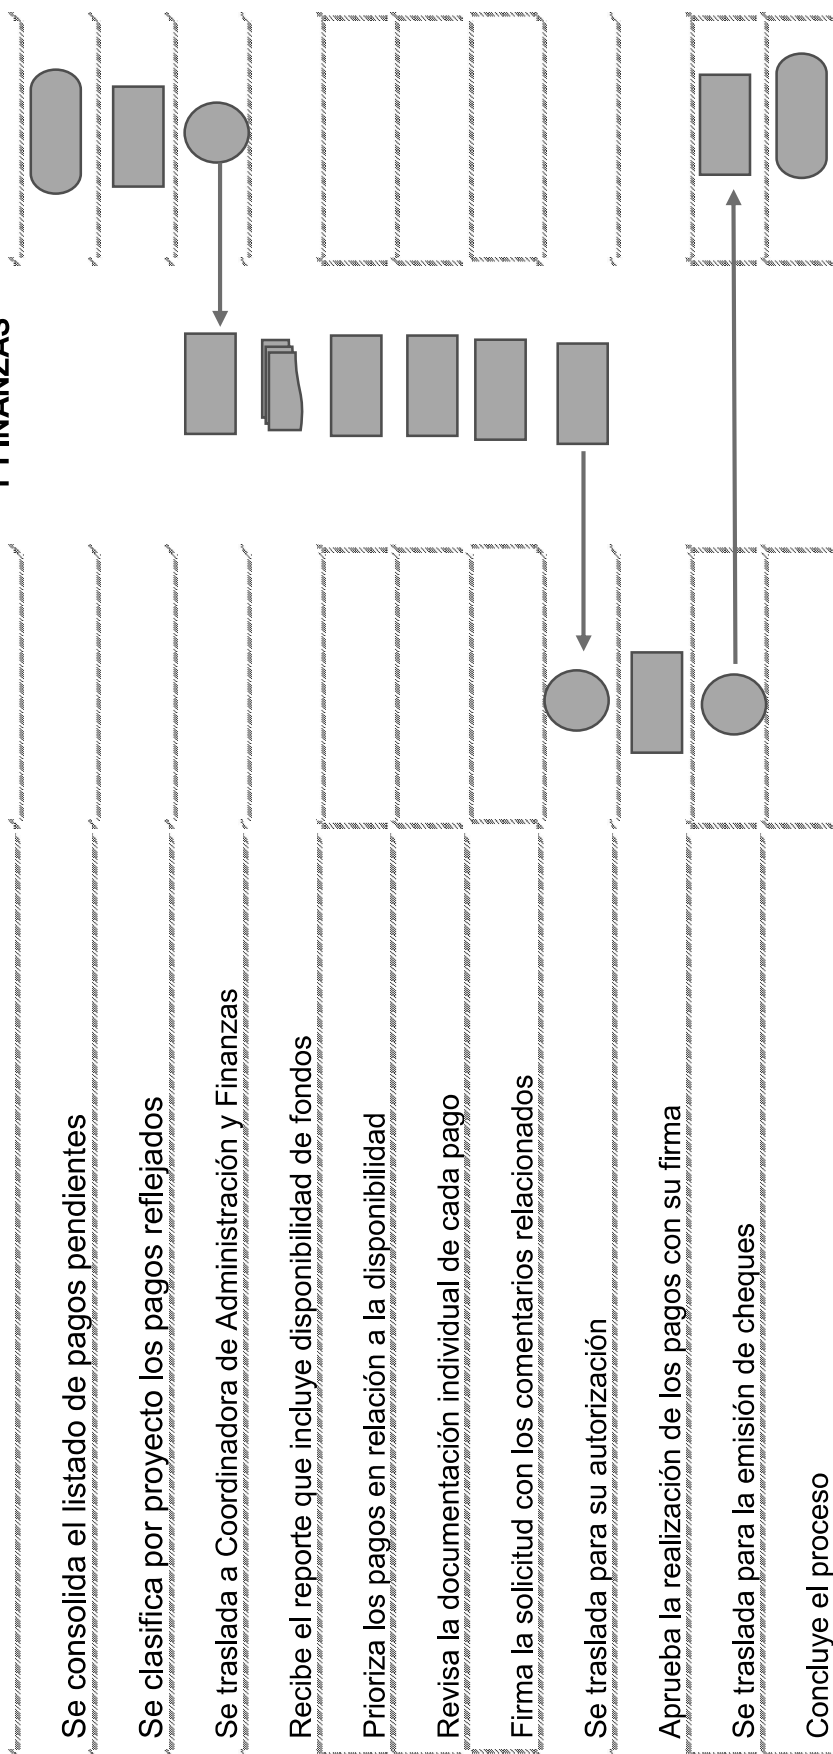 Y FINANZAS
Se consolida el listado de pagos pendientes
Se clasifica por proyecto los pagos reflejados
Se traslada a Coordinadora de Administración y Finanzas
Recibe el reporte que incluye disponibilidad de fondos
Prioriza los pagos en relación a la disponibilidad
Revisa la documentación individual de cada pago
Firma la solicitud con los comentarios relacionados
Se traslada para su autorización
Aprueba la realización de los pagos con su firma
Se traslada para la emisión de cheques
Concluye el proceso